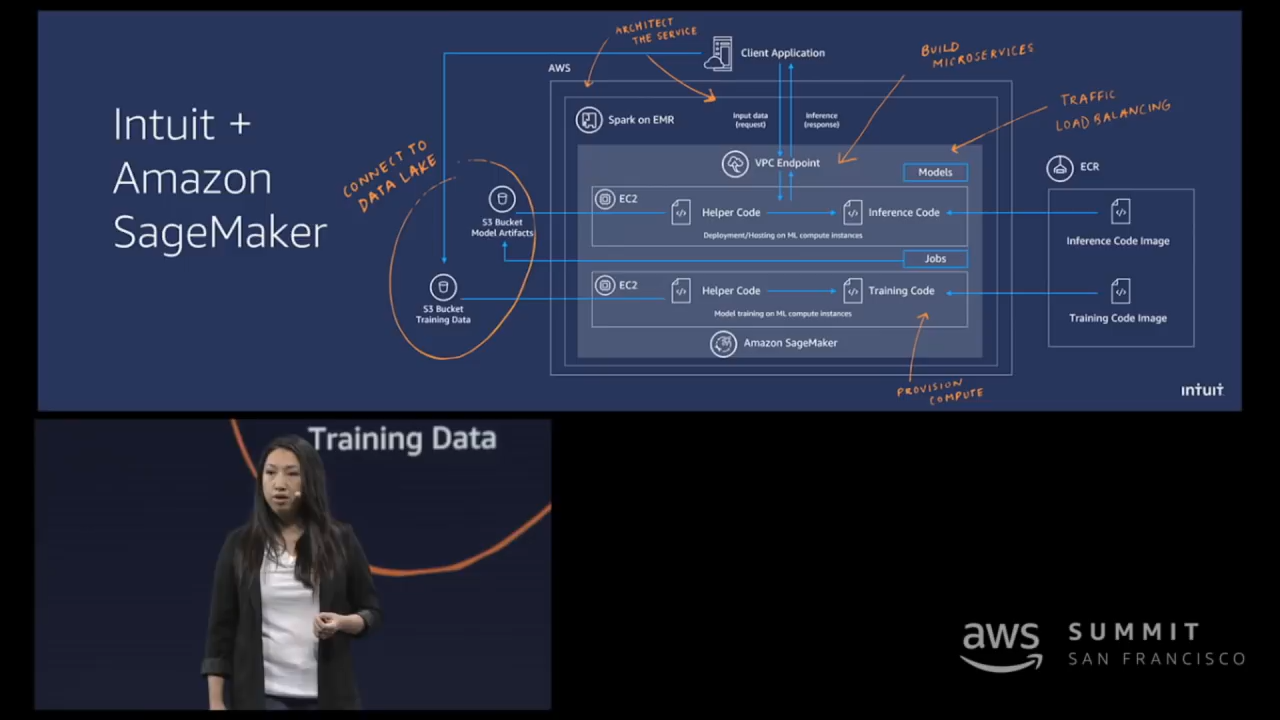 Intuit +
Amazon
SageMaker
ARCHITECT
THE SERVICE
Client Application
AWS
BUILD
MICROSERVICES
TRAFFIC
LOAD BALANCING
CONNECT TO
DATA LAKE
Spark on EMR
Input data
(request)
Inference
(response)
VPC Endpoint
Models
ECR
EC2
Helper Code
Inference Code
Deployment/Hosting on ML compute instances
S3 Bucket
Model Artifacts
Inference Code Image
Jobs
EC2
Helper Code
Training Code
Model training on ML compute instances
S3 Bucket
Training Data
Training Code Image
Amazon SageMaker
PROVISION
COMPUTE
intuit
Training Data
aws
SUMMIT
SAN FRANCISCO